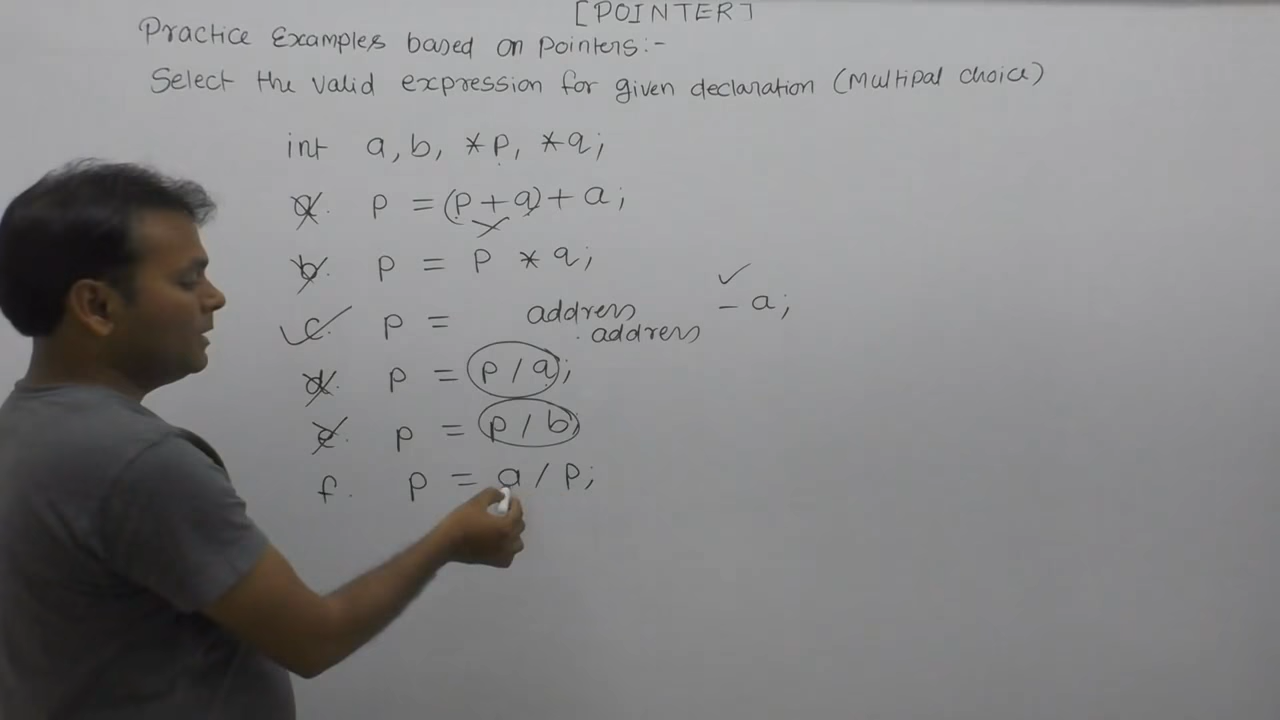 [POINTER]
Practice Examples based on Pointers:-
Select the valid expression for given declaration (Multipal choice)
int a, b, *p, *q;
a. p = (p + q) + a;
b. p = p * q;
c. p = address - a;
address
d. p = p / q;
e. p = p / b;
f. p = a / p;